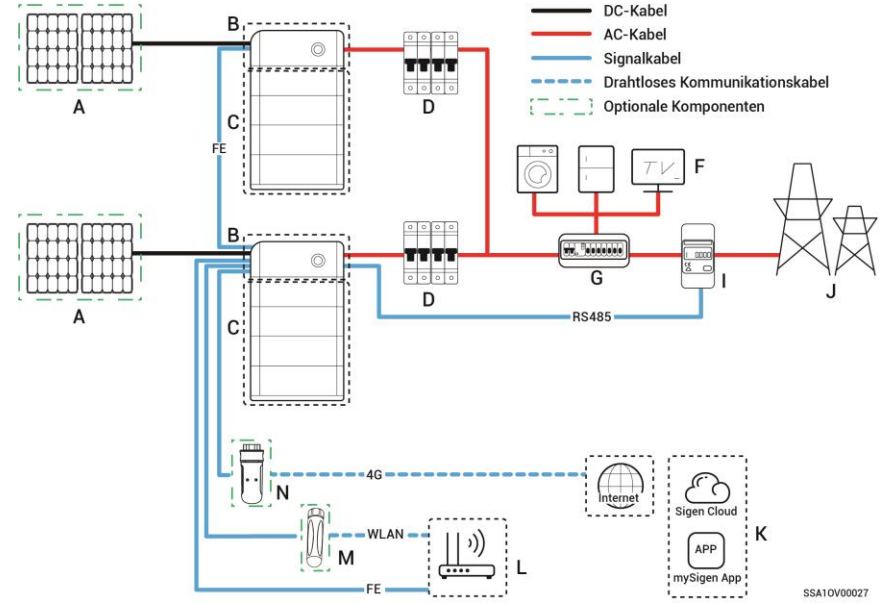 DC-Kabel
AC-Kabel
Signalkabel
Drahtloses Kommunikationskabel
Optionale Komponenten
A
B
C
D
FE
F
TV
A
B
C
D
G
I
J
RS485
N
4G
Internet
Sigen Cloud
APP
mySigen App
K
M
WLAN
L
FE
SSA1OV00027